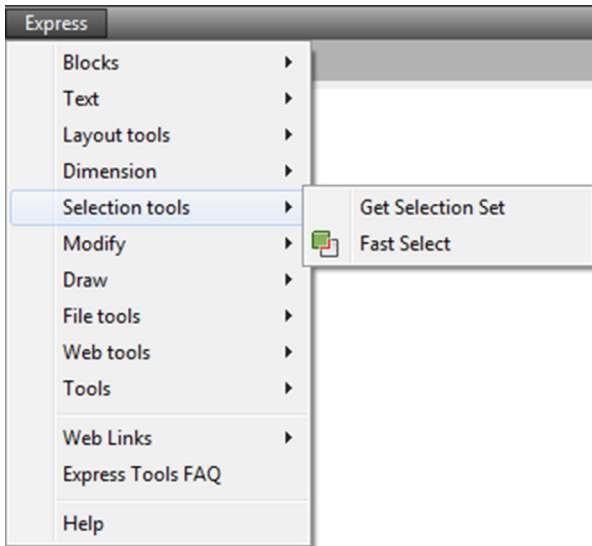 Express
Blocks
Text
Layout tools
Dimension
Selection tools
Get Selection Set
Modify
Fast Select
Draw
File tools
Web tools
Tools
Web Links
Express Tools FAQ
Help